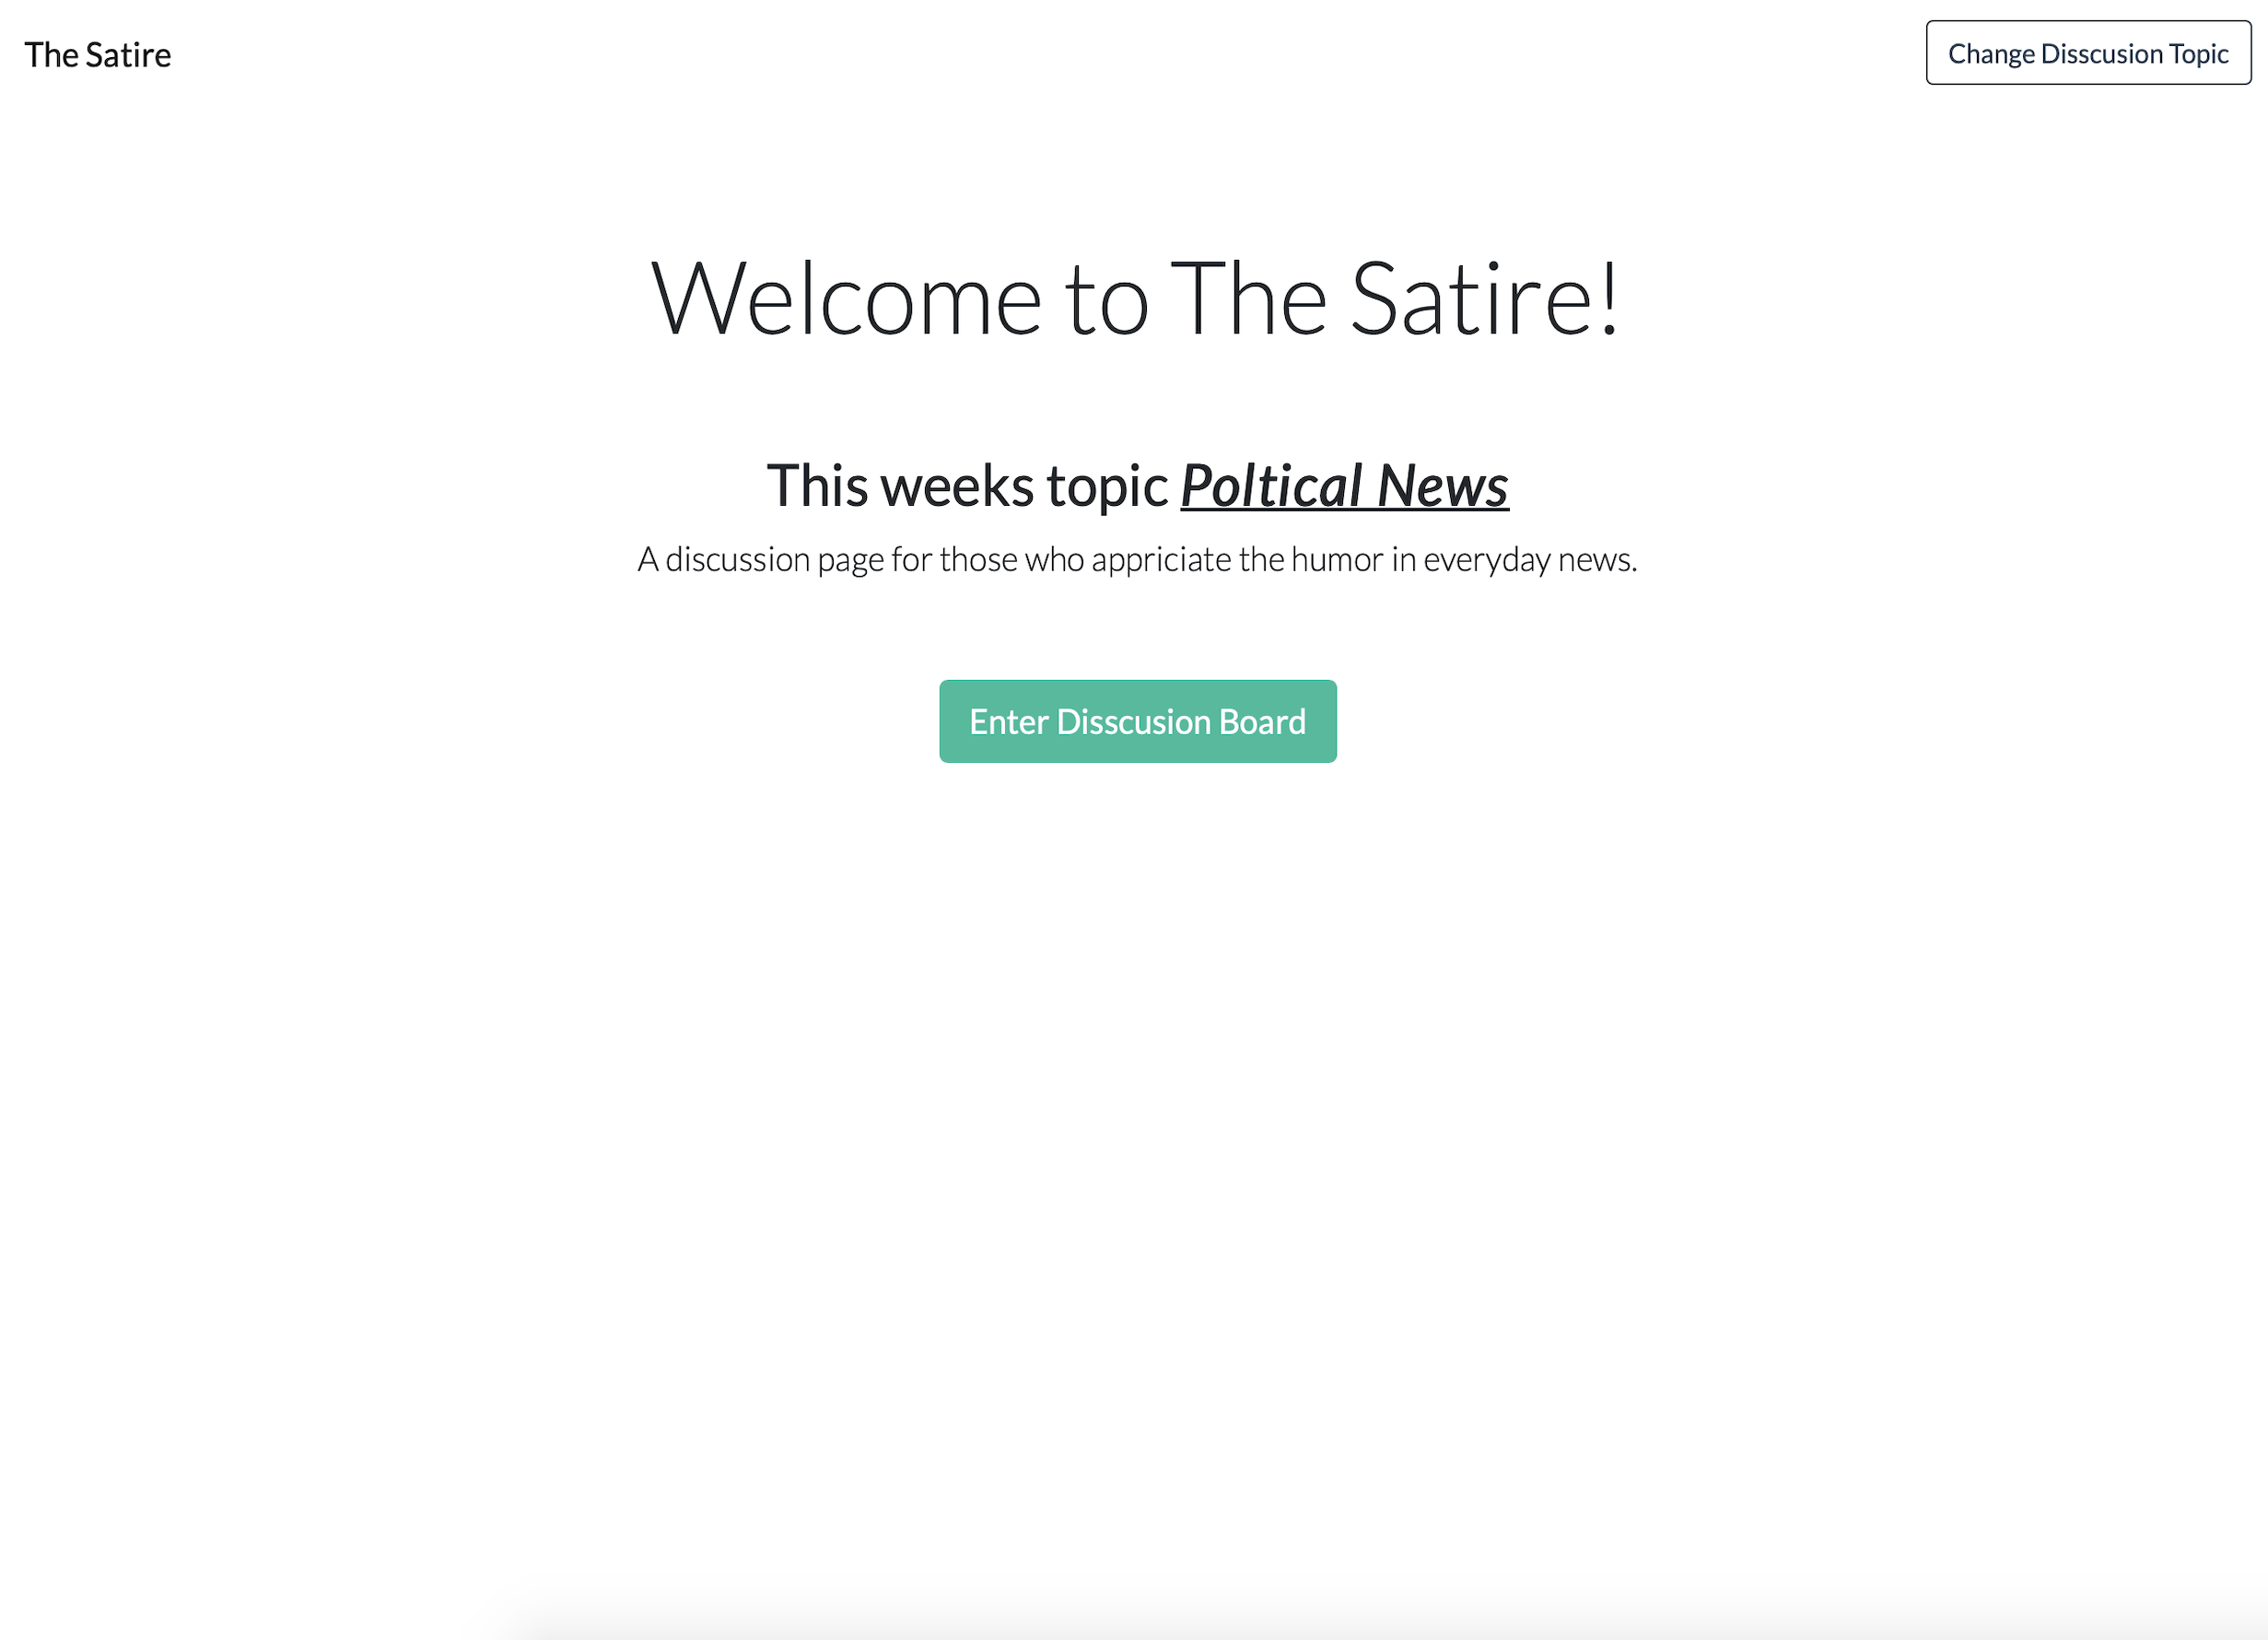 The Satire
Change Disscusion Topic
Welcome to The Satire!
This weeks topic Poltical News
A discussion page for those who appriciate the humor in everyday news.
Enter Disscusion Board